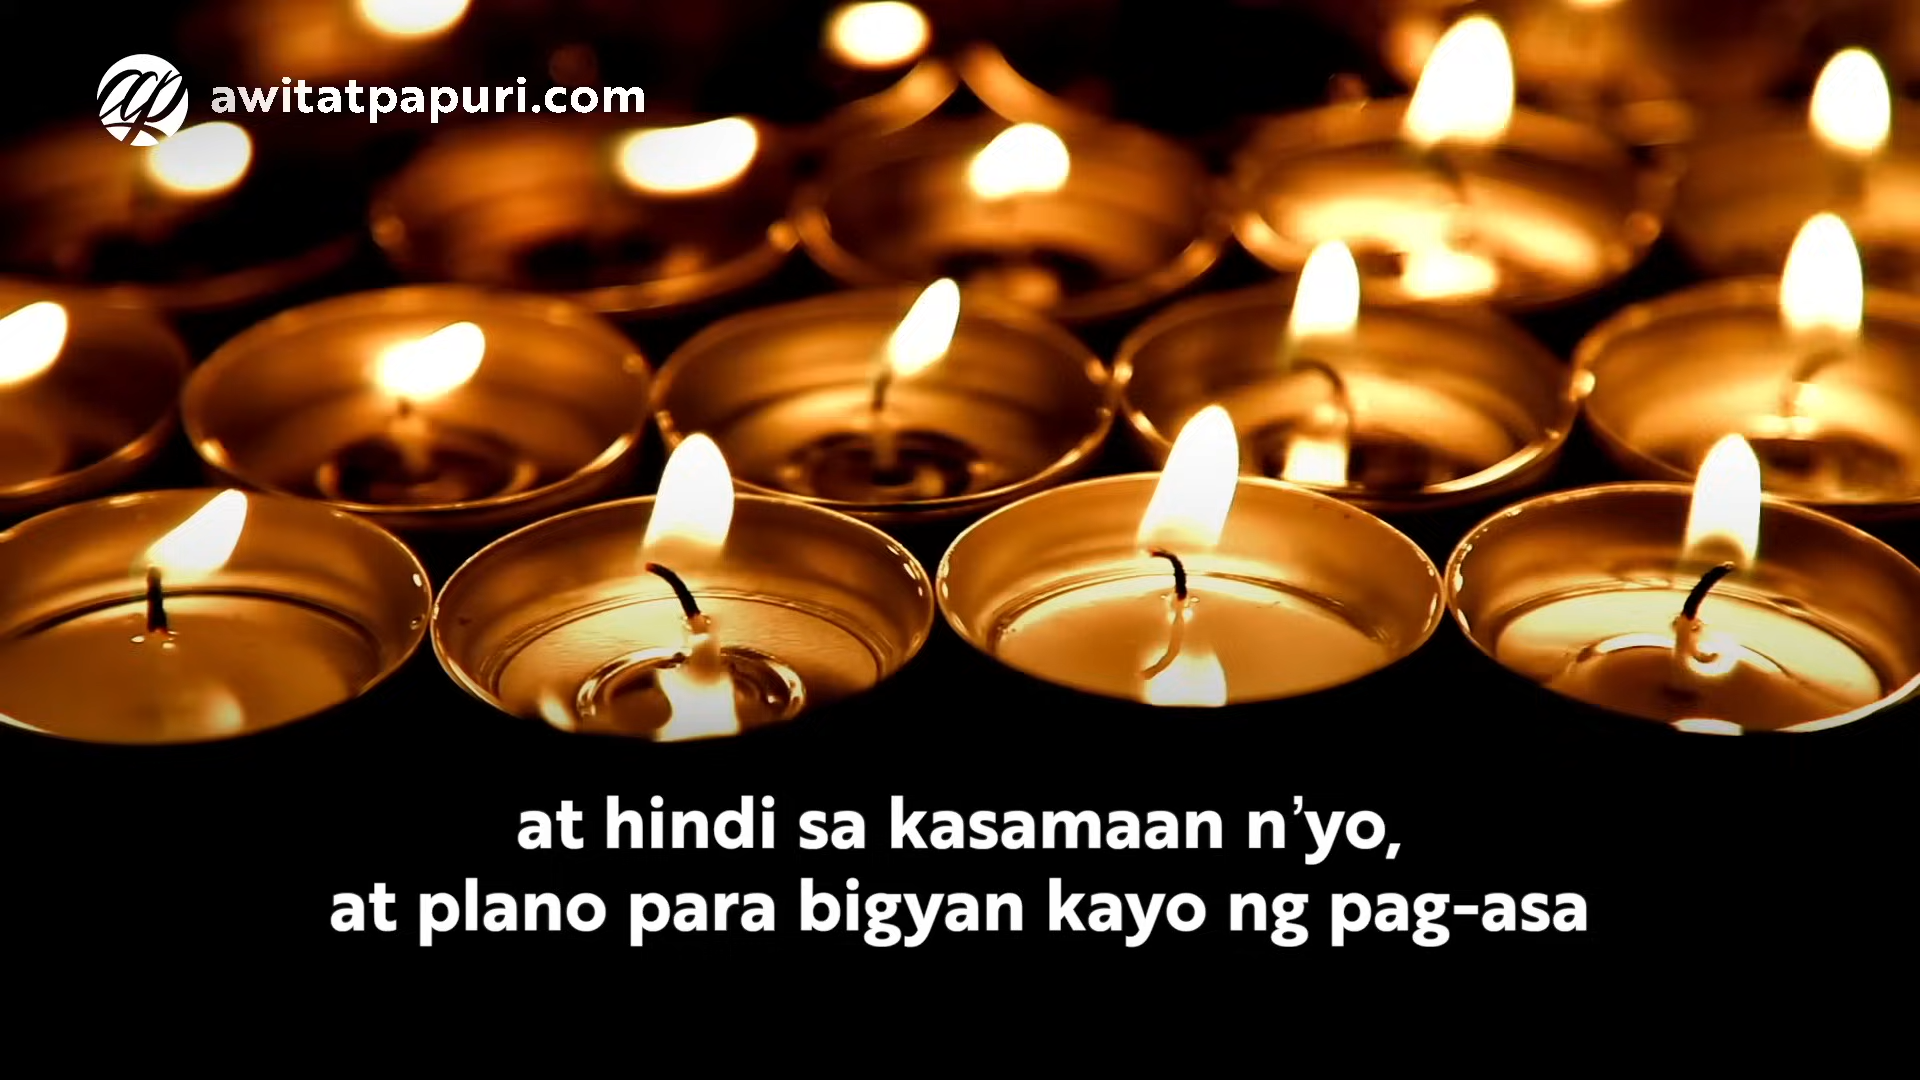 awitatpapuri.com
at hindi sa kasamaan n’yo,
at plano para bigyan kayo ng pag-asa